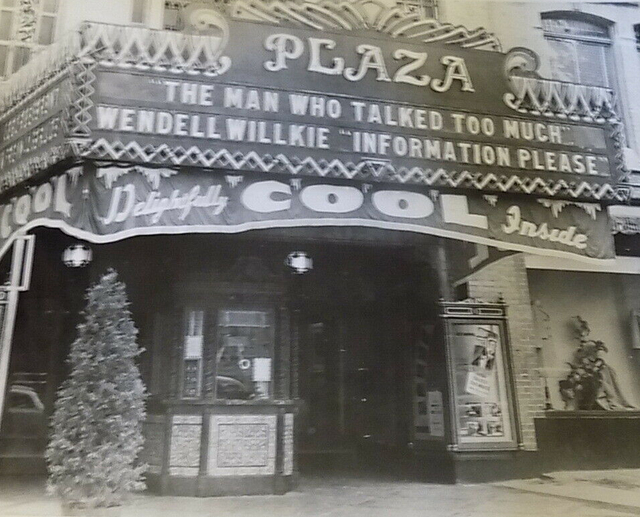 PLAZA
"THE MAN WHO TALKED TOO MUCH"
WENDELL WILLKIE "INFORMATION PLEASE"
COOL Delightfully COOL Inside